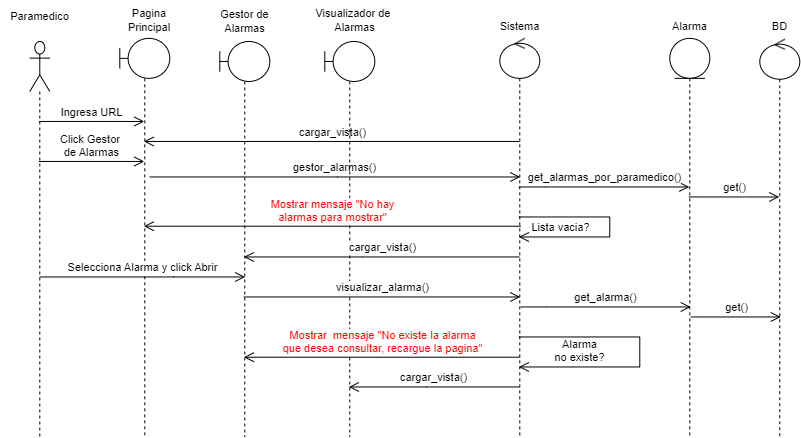 Paramedico
Pagina
Principal
Gestor de
Alarmas
Visualizador de
Alarmas
Sistema
Alarma
BD
Ingresa URL
cargar_vista()
Click Gestor
de Alarmas
gestor_alarmas()
get_alarmas_por_paramedico()
get()
Mostrar mensaje "No hay
alarmas para mostrar"
Lista vacia?
cargar_vista()
Selecciona Alarma y click Abrir
visualizar_alarma()
get_alarma()
get()
Mostrar mensaje "No existe la alarma
que desea consultar, recargue la pagina"
Alarma
no existe?
cargar_vista()